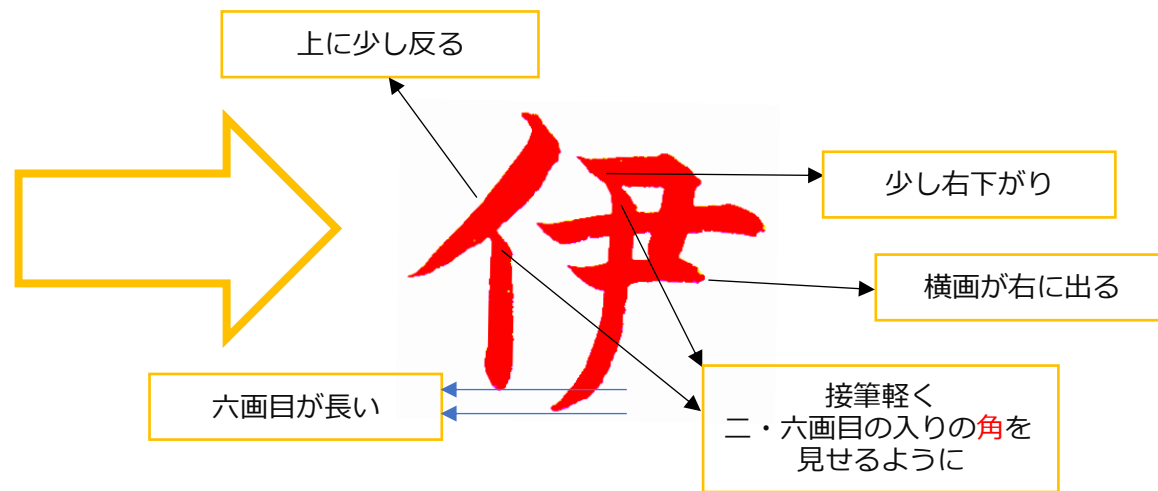 上に少し反る
伊
少し右下がり
横画が右に出る
六画目が長い
接筆軽く
二・六画目の入りの角を
見せるように